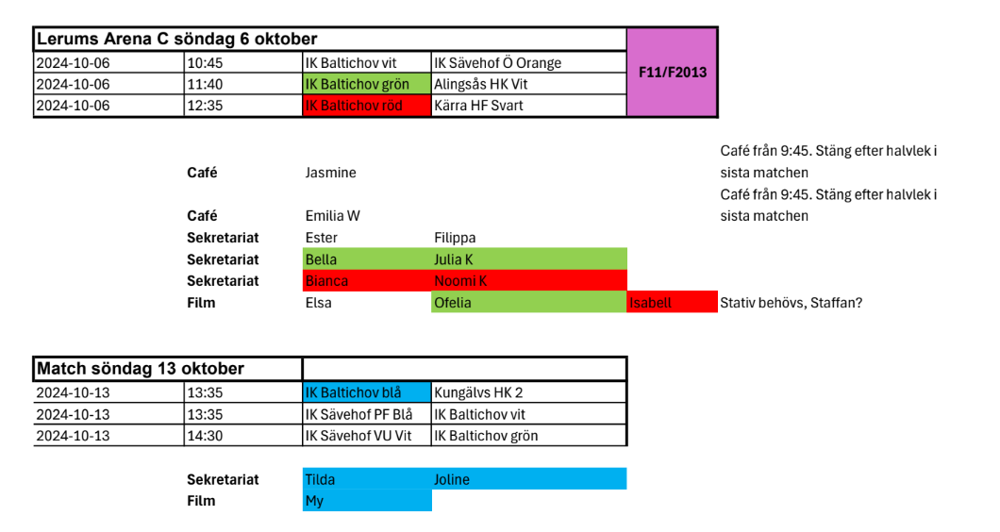 Lerums Arena C söndag 6 oktober
F11/F2013
2024-10-06 10:45 IK Baltichov vit IK Sävehof Ö Orange
2024-10-06 11:40 IK Baltichov grön Alingsås HK Vit
2024-10-06 12:35 IK Baltichov röd Kärra HF Svart
Café från 9:45. Stäng efter halvlek i
Café Jasmine sista matchen
Café från 9:45. Stäng efter halvlek i
Café Emilia W sista matchen
Sekretariat Ester Filippa
Sekretariat Bella Julia K
Sekretariat Bianca Noomi K
Film Elsa Ofelia Isabell Stativ behövs, Staffan?
Match söndag 13 oktober
2024-10-13 13:35 IK Baltichov blå Kungälvs HK 2
2024-10-13 13:35 IK Sävehof PF Blå IK Baltichov vit
2024-10-13 14:30 IK Sävehof VU Vit IK Baltichov grön
Sekretariat Tilda Joline
Film My